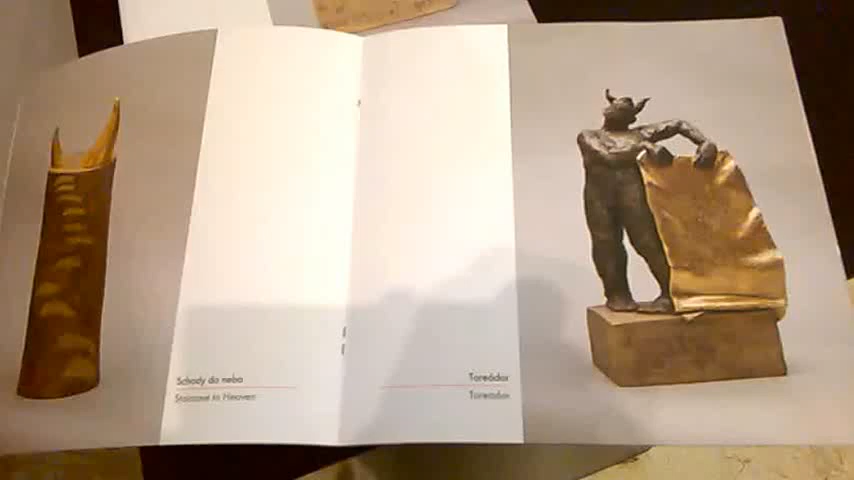 Schody do neba
Staircase to Heaven
Toreádor
Toreador